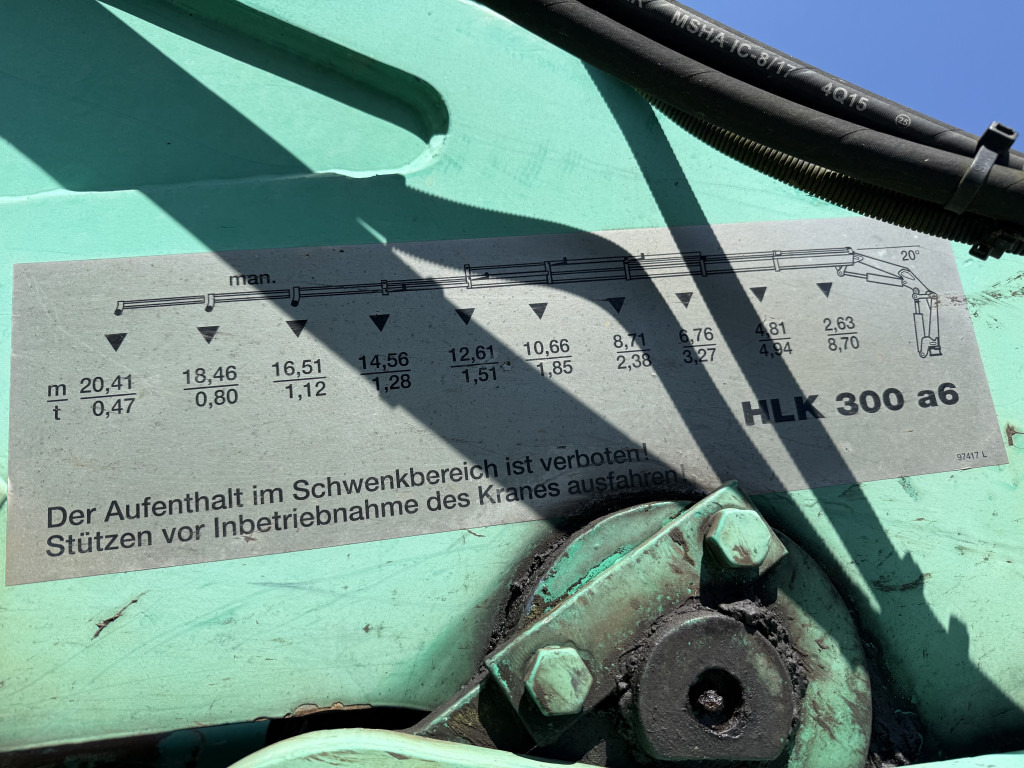 MSHA IC-8/17 4Q15
25
man.
20°
m 20,41 18,46 16,51 14,56 12,61 10,66 8,71 6,76 4,81 2,63
t 0,47 0,80 1,12 1,28 1,51 1,85 2,38 3,27 4,94 8,70
HLK 300 a6
97417 L
Der Aufenthalt im Schwenkbereich ist verboten!
Stützen vor Inbetriebnahme des Kranes ausfahren!